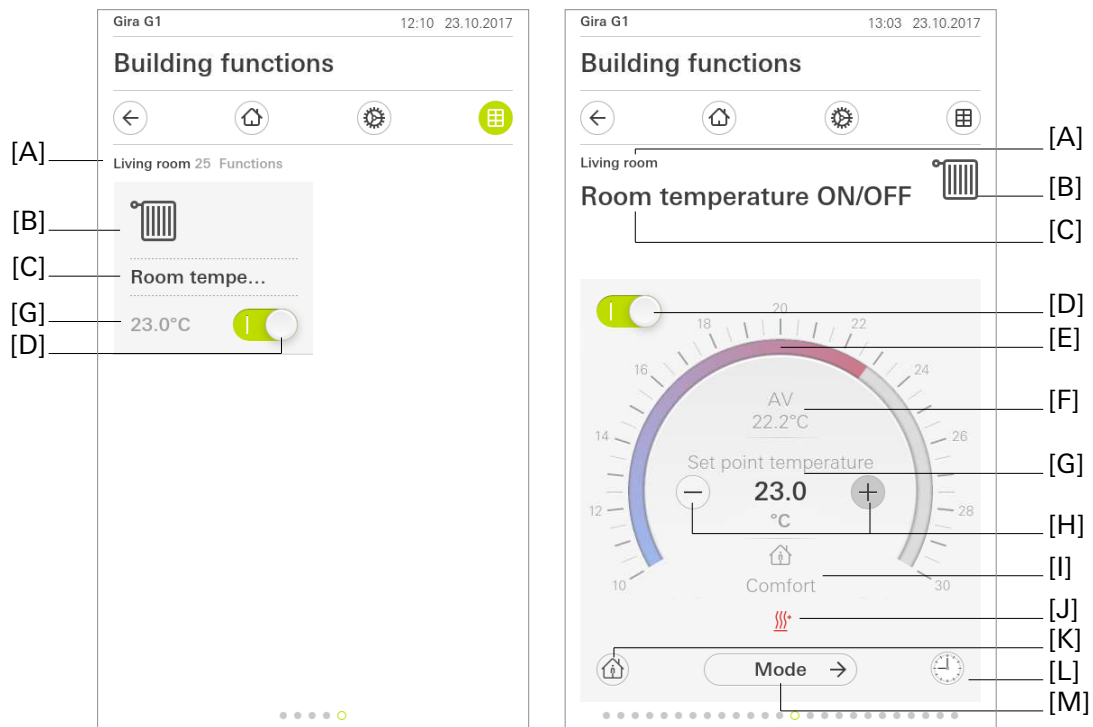 Gira G1 12:10 23.10.2017
Building functions
[A] Living room 25 Functions
[B]
[C] Room tempe...
[G] 23.0°C
[D]
Gira G1 13:03 23.10.2017
Building functions
Living room [A]
[B]
Room temperature ON/OFF
[C]
[D]
20
18 22
[E]
16 24
AV [F]
22.2°C
14 26
Set point temperature [G]
23.0
12 28
°C [H]
[I]
10 Comfort 30
[J]
[K]
Mode [L]
[M]